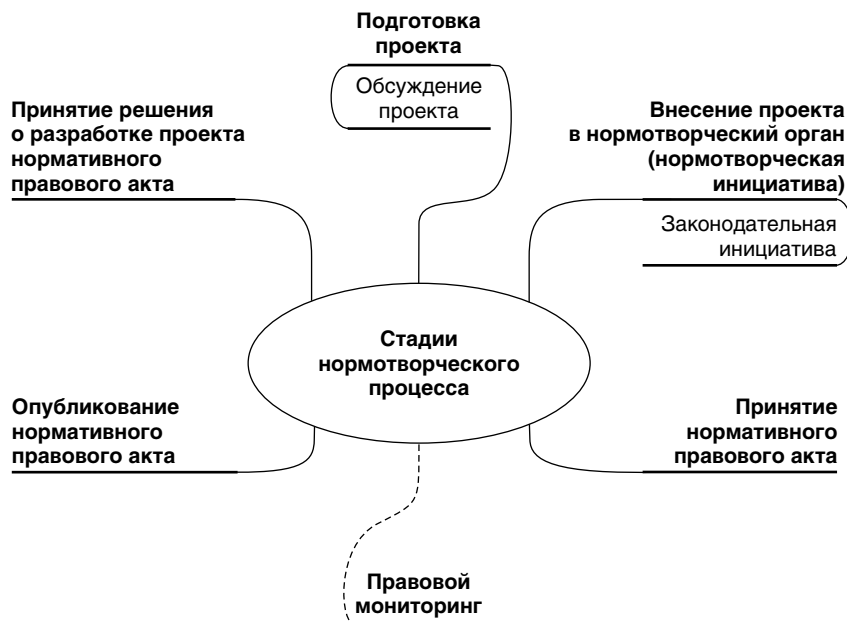 Подготовка
проекта
Обсуждение
проекта
Принятие решения
о разработке проекта
нормативного
правового акта
Внесение проекта
в нормотворческий орган
(нормотворческая
инициатива)
Законодательная
инициатива
Стадии
нормотворческого
процесса
Опубликование
нормативного
правового акта
Принятие
нормативного
правового акта
Правовой
мониторинг